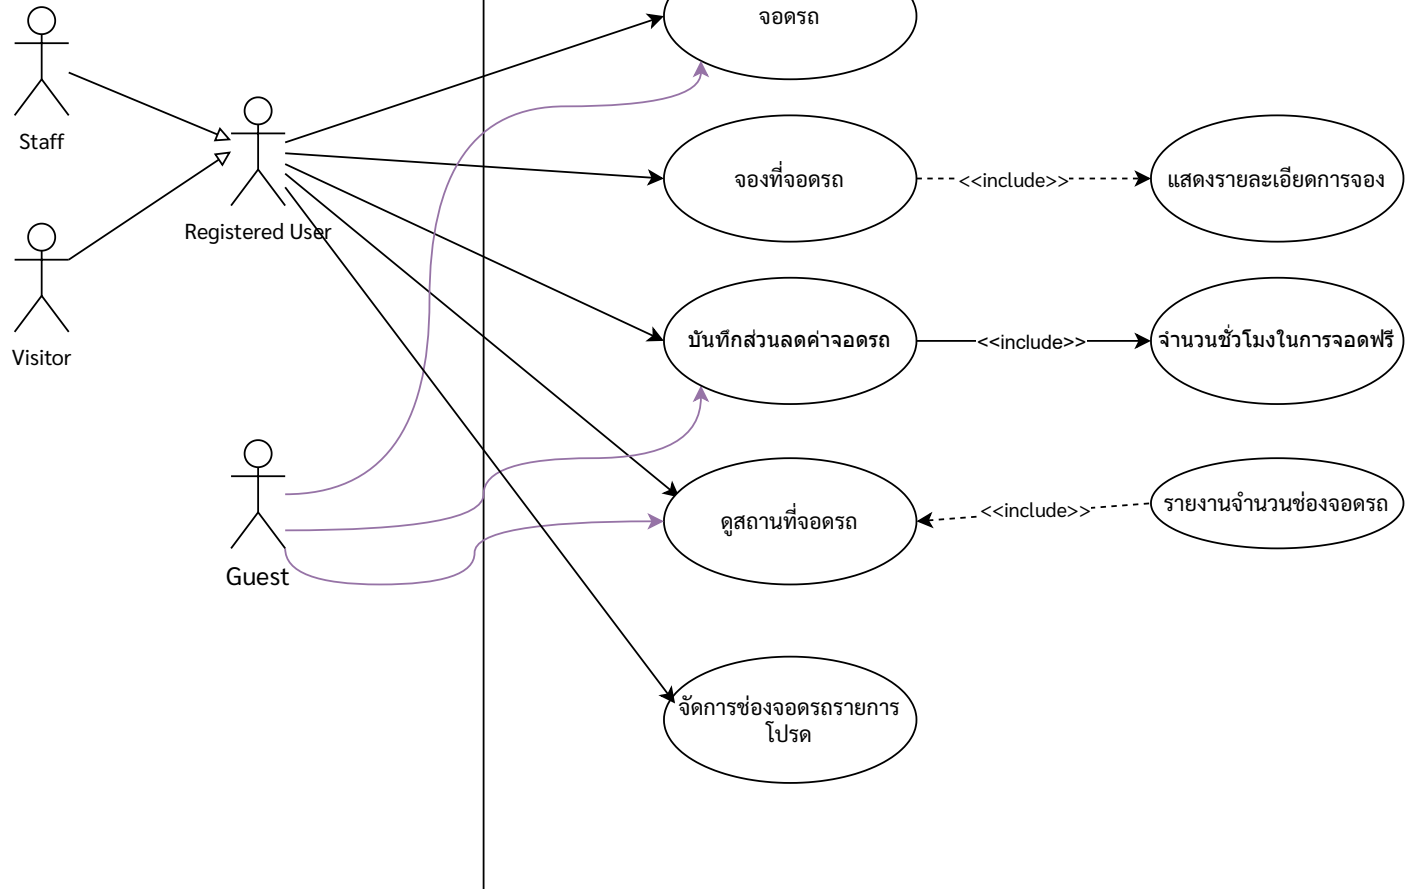 จอดรถ
Staff
จองที่จอดรถ
<<include>>
แสดงรายละเอียดการจอง
Registered User
Visitor
บันทึกส่วนลดค่าจอดรถ
<<include>>
จำนวนชั่วโมงในการจอดฟรี
ดูสถานที่จอดรถ
<<include>>
รายงานจำนวนช่องจอดรถ
Guest
จัดการช่องจอดรถรายการ
โปรด